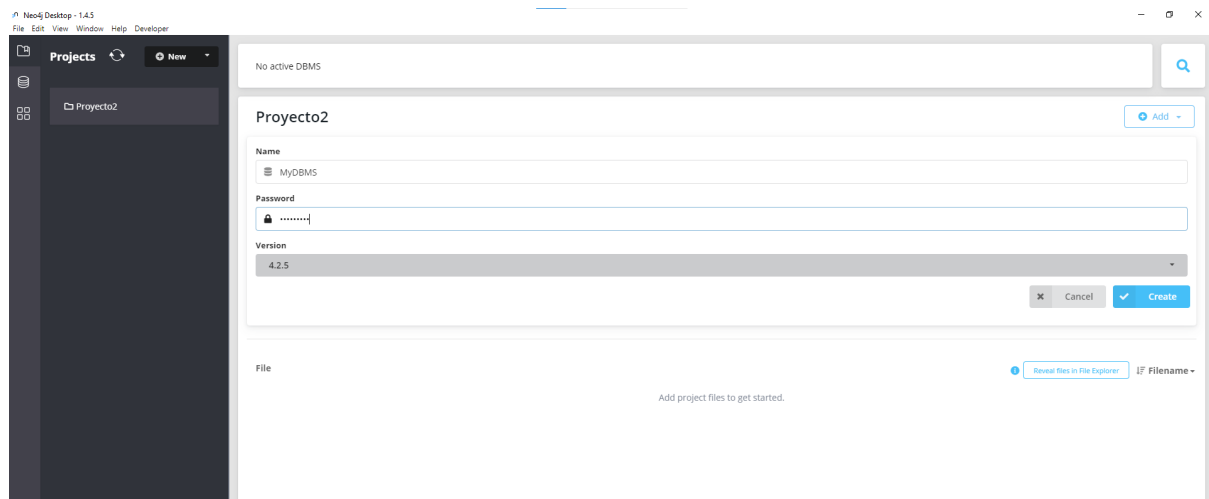 Neo4j Desktop - 1.4.5
File Edit View Window Help Developer
Projects
New
Proyecto2
No active DBMS
Proyecto2
Add
Name
MyDBMS
Password
•••••••••
Version
4.2.5
Cancel
Create
File
Reveal files in File Explorer
Filename
Add project files to get started.